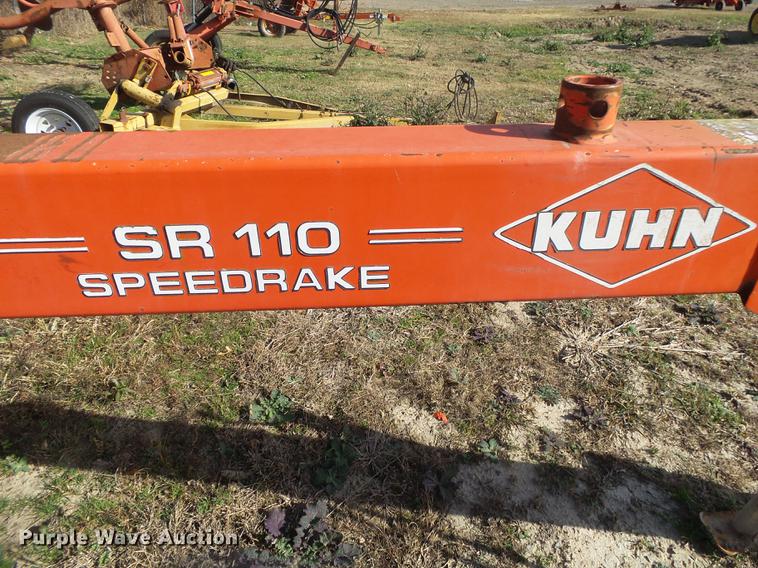 SR 110
SPEEDRAKE
KUHN
Purple Wave Auction